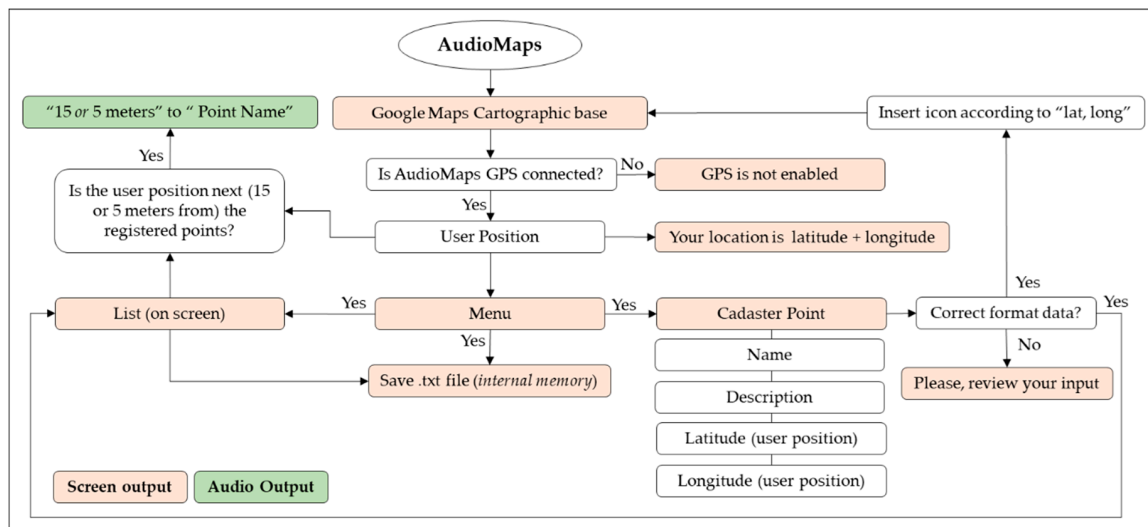 AudioMaps
"15 or 5 meters" to " Point Name"
Google Maps Cartographic base
Insert icon according to "lat, long"
Yes
Is AudioMaps GPS connected?
No
GPS is not enabled
Is the user position next (15
or 5 meters from) the
registered points?
Yes
User Position
Your location is latitude + longitude
List (on screen)
Yes
Menu
Yes
Cadaster Point
Correct format data?
Yes
Yes
Yes
No
Save .txt file (internal memory)
Name
Please, review your input
Description
Latitude (user position)
Longitude (user position)
Screen output
Audio Output